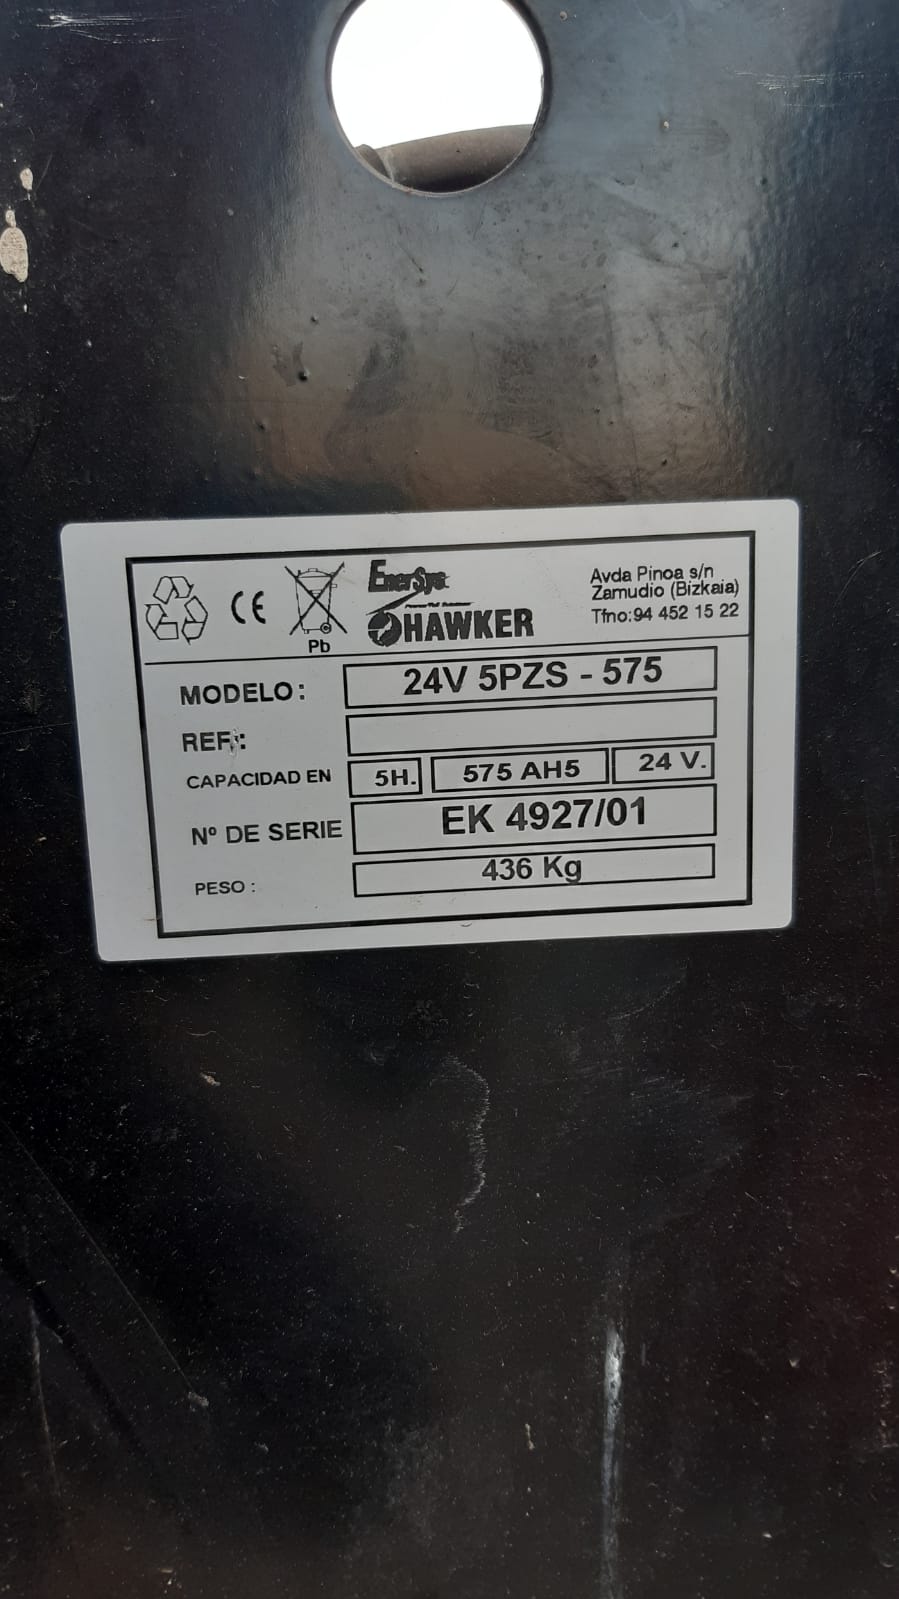 EnerSys
HAWKER
Avda Pinoa s/n
Zamudio (Bizkaia)
Tfno:94 452 15 22
CE
Pb
MODELO: 24V 5PZS - 575
REF:
CAPACIDAD EN 5H. 575 AH5 24 V.
Nº DE SERIE EK 4927/01
PESO : 436 Kg